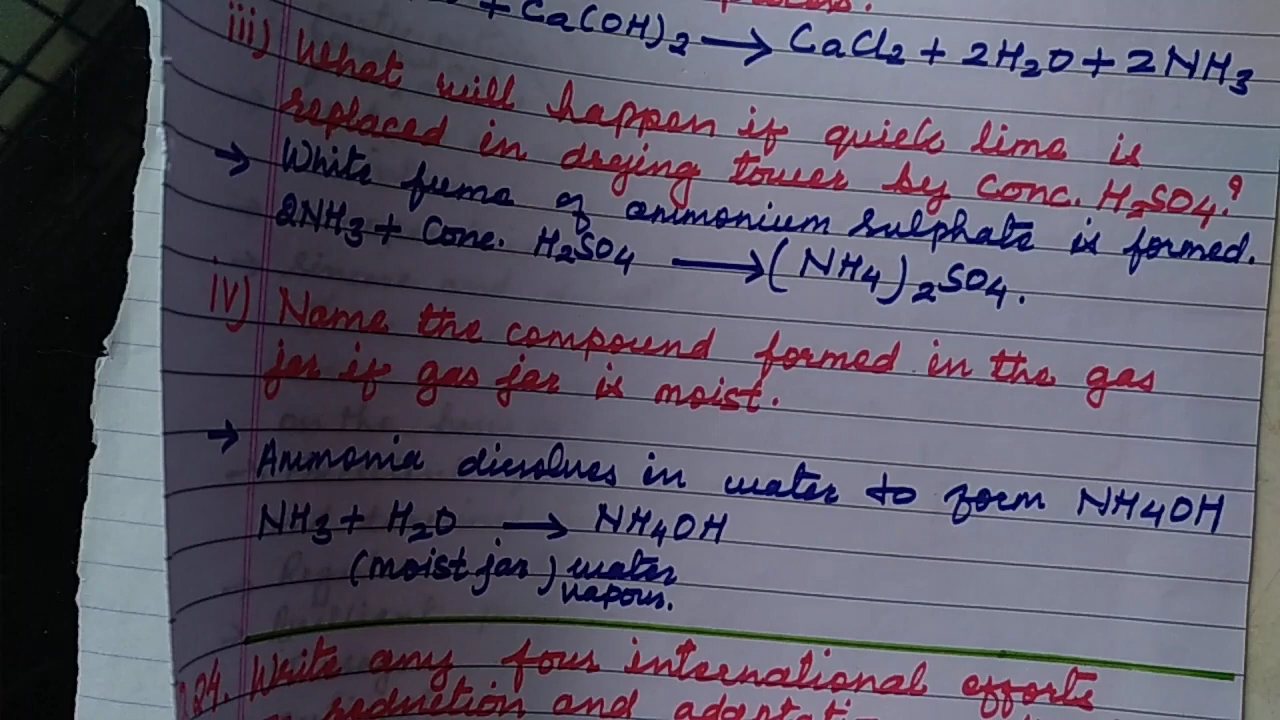 + Ca(OH)2 → CaCl2 + 2H2O + 2NH3
iii) What will happen if quick lime is
replaced in drying tower by Conc. H2SO4?
→ White fume of ammonium sulphate is formed.
2NH3 + Conc. H2SO4 → (NH4)2SO4.
iv) Name the compound formed in the gas
jar if gas jar is moist.
→ Ammonia dissolves in water to form NH4OH
NH3 + H2O → NH4OH
(moist jar) water
vapour.
Q4. Write any four international efforts
reduction and